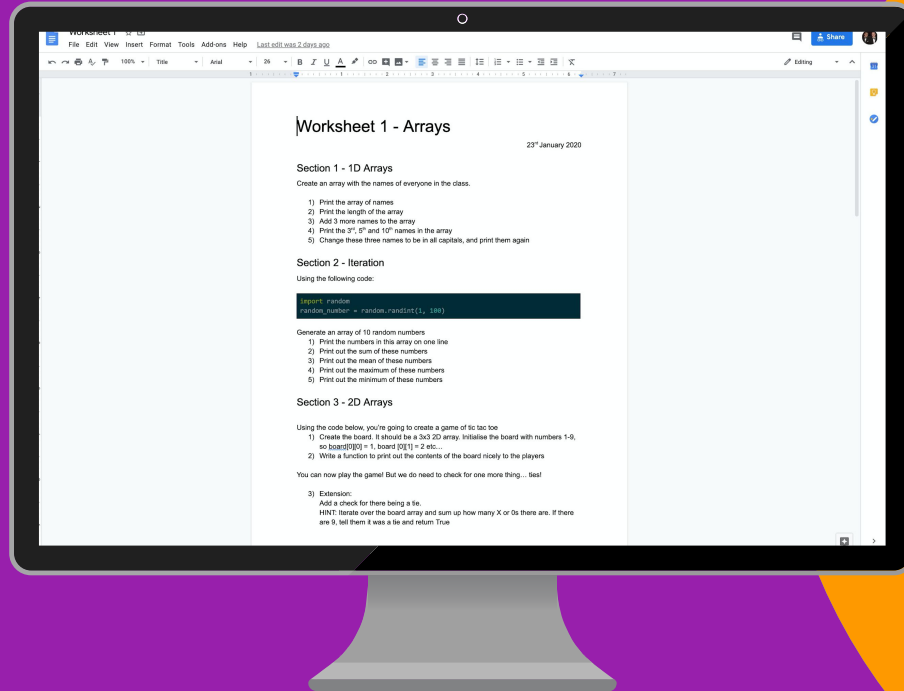 Worksheet 1
File Edit View Insert Format Tools Add-ons Help Last edit was 2 days ago
Share
100% Title Arial 26 B I U A Editing
1 1 2 3 4 5 6 7
Worksheet 1 - Arrays
23rd January 2020
Section 1 - 1D Arrays
Create an array with the names of everyone in the class.
1) Print the array of names
2) Print the length of the array
3) Add 3 more names to the array
4) Print the 3rd, 5th and 10th names in the array
5) Change these three names to be in all capitals, and print them again
Section 2 - Iteration
Using the following code:
import random
random_number = random.randint(1, 100)
Generate an array of 10 random numbers
1) Print the numbers in this array on one line
2) Print out the sum of these numbers
3) Print out the mean of these numbers
4) Print out the maximum of these numbers
5) Print out the minimum of these numbers
Section 3 - 2D Arrays
Using the code below, you're going to create a game of tic tac toe
1) Create the board. It should be a 3x3 2D array. Initialise the board with numbers 1-9,
so board[0][0] = 1, board [0][1] = 2 etc…
2) Write a function to print out the contents of the board nicely to the players
You can now play the game! But we do need to check for one more thing… ties!
3) Extension:
Add a check for there being a tie.
HINT: Iterate over the board array and sum up how many X or 0s there are. If there
are 9, tell them it was a tie and return True